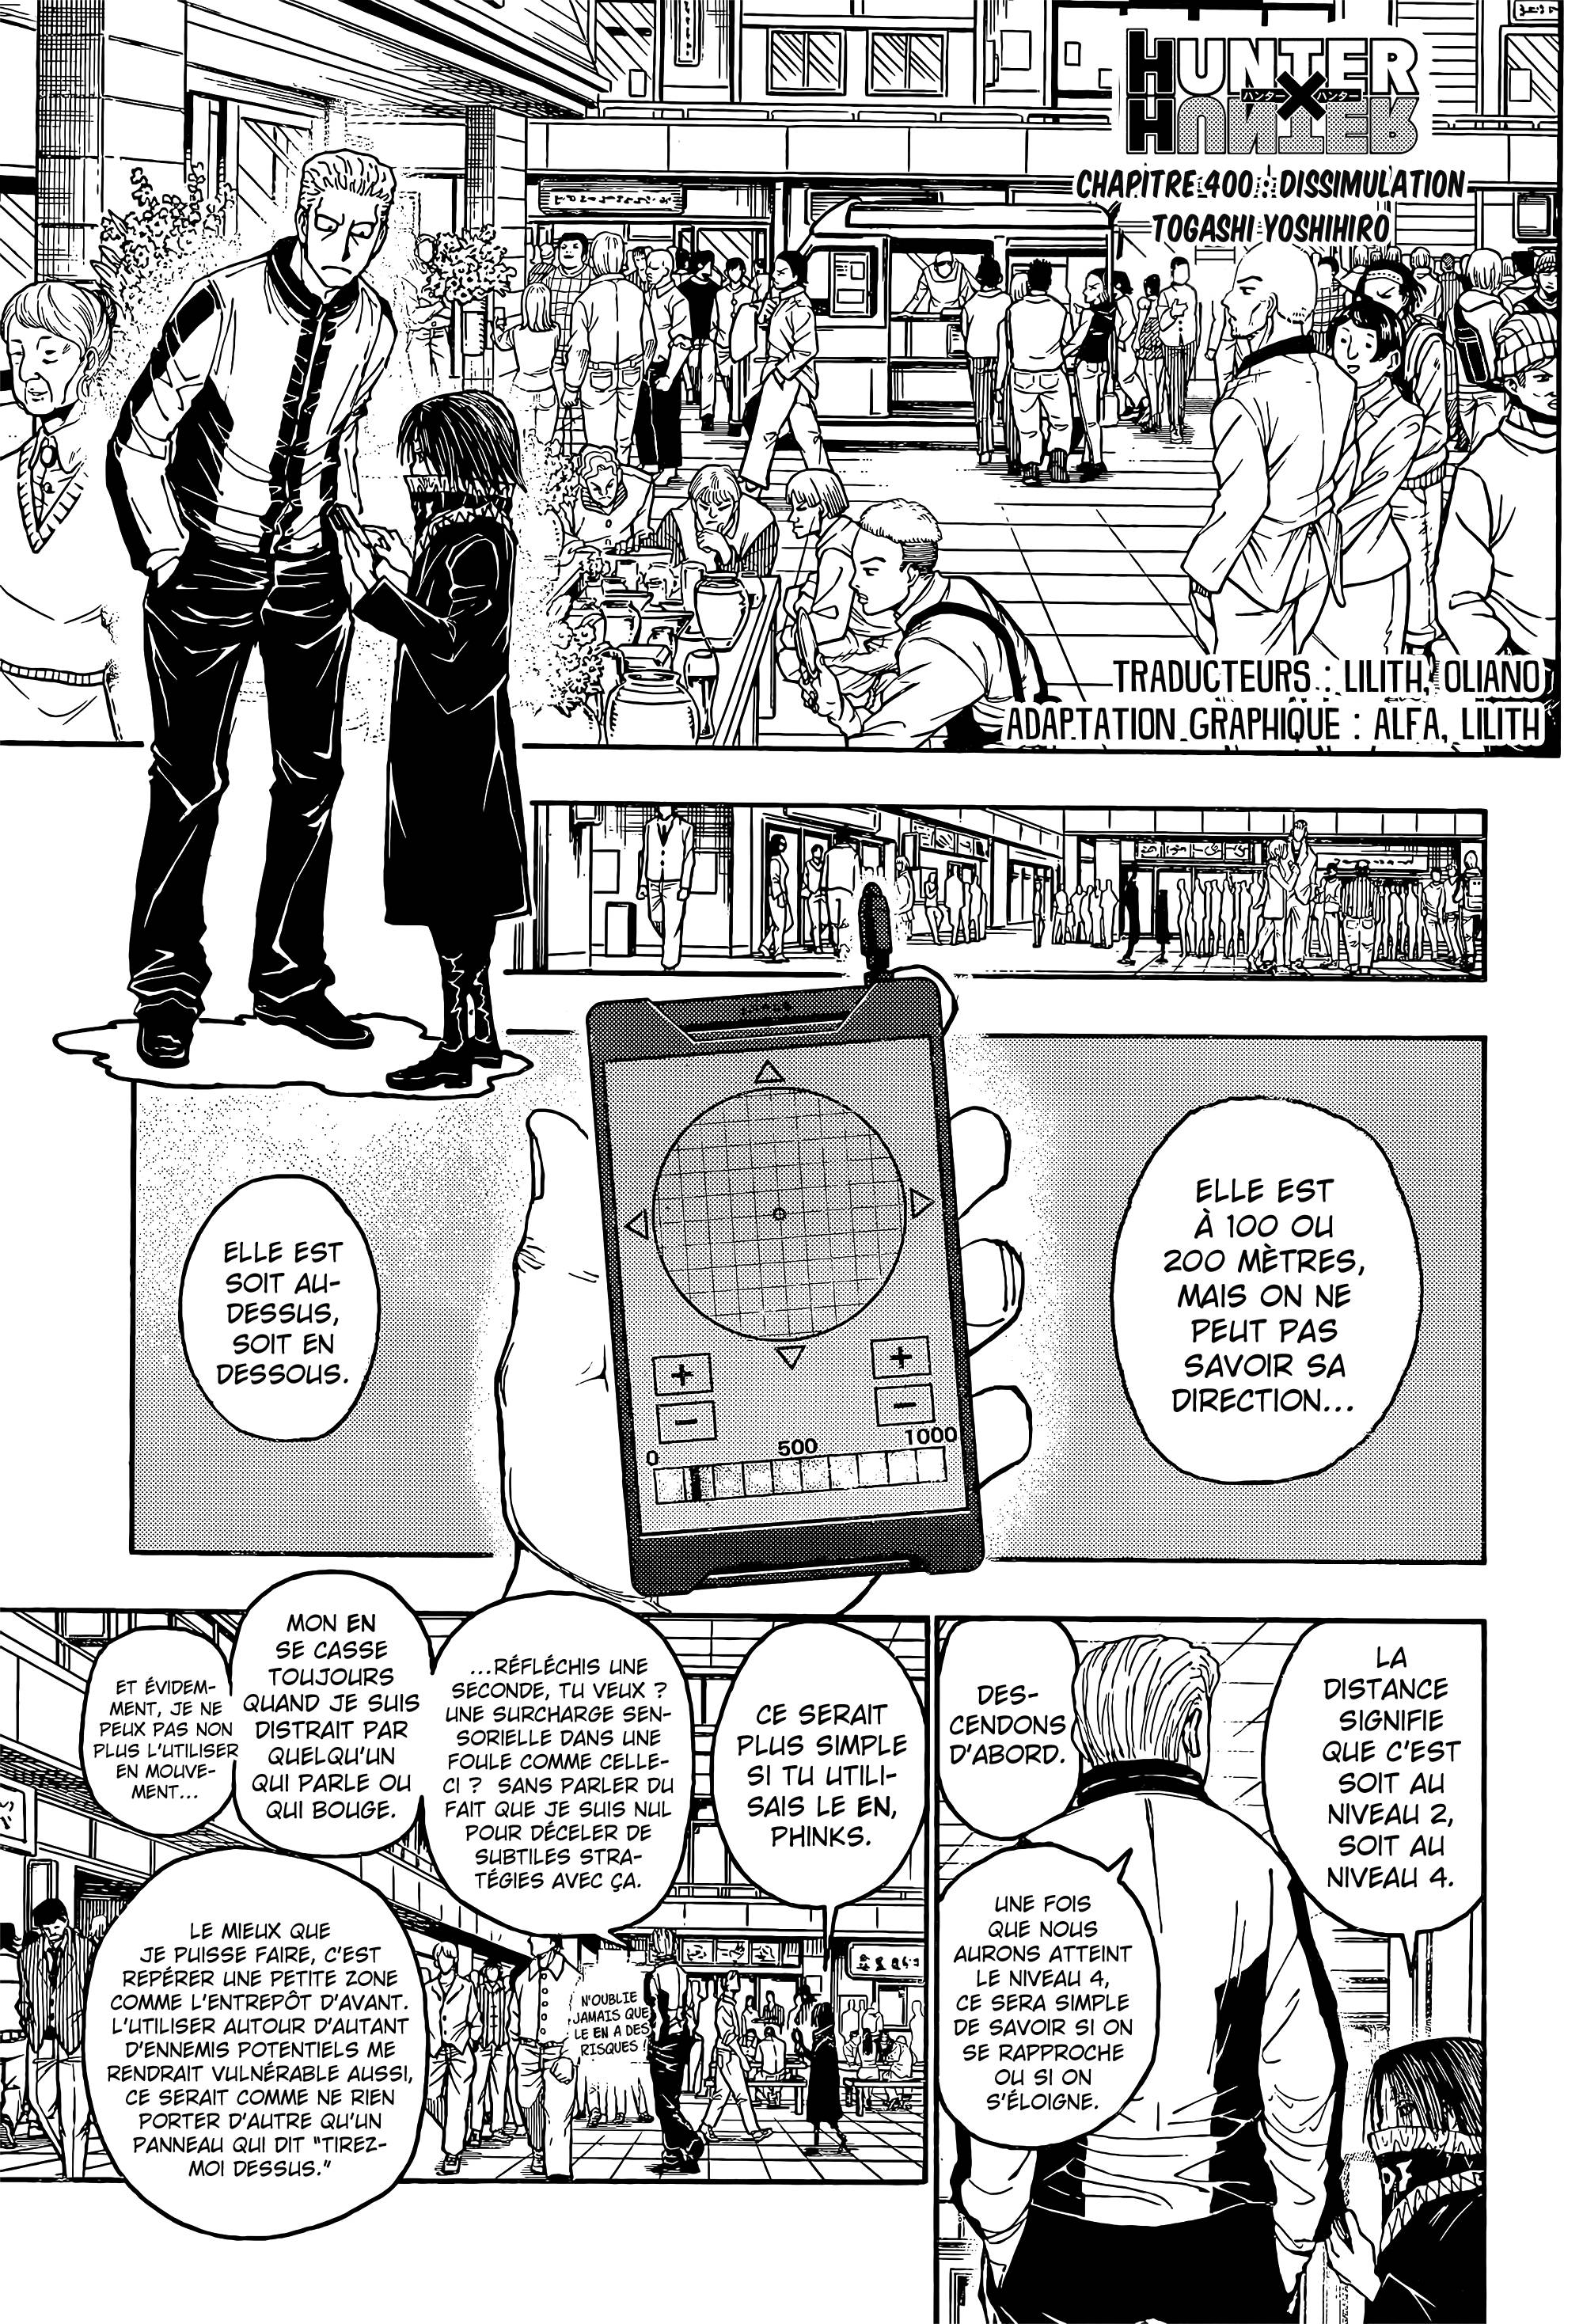 HUNTER
ハンター×ハンター
HUNTER
CHAPITRE 400 : DISSIMULATION
TOGASHI YOSHIHIRO
TRADUCTEURS : LILITH, OLIANO
ADAPTATION GRAPHIQUE : ALFA, LILITH
ELLE EST
À 100 OU
200 MÈTRES,
MAIS ON NE
PEUT PAS
SAVOIR SA
DIRECTION...
+
-
+
-
0
500
1000
ELLE EST
SOIT AU-
DESSUS,
SOIT EN
DESSOUS.
LA
DISTANCE
SIGNIFIE
QUE C'EST
SOIT AU
NIVEAU 2,
SOIT AU
NIVEAU 4.
DES-
CENDONS
D'ABORD.
UNE FOIS
QUE NOUS
AURONS ATTEINT
LE NIVEAU 4,
CE SERA SIMPLE
DE SAVOIR SI ON
SE RAPPROCHE
OU SI ON
S'ÉLOIGNE.
CE SERAIT
PLUS SIMPLE
SI TU UTILI-
SAIS LE EN,
PHINKS.
...RÉFLÉCHIS UNE
SECONDE, TU VEUX ?
UNE SURCHARGE SEN-
SORIELLE DANS UNE
FOULE COMME CELLE-
CI ? SANS PARLER DU
FAIT QUE JE SUIS NUL
POUR DÉCELER DE
SUBTILES STRA-
TÉGIES AVEC ÇA.
MON EN
SE CASSE
TOUJOURS
QUAND JE SUIS
DISTRAIT PAR
QUELQU'UN
QUI PARLE OU
QUI BOUGE.
ET ÉVIDEM-
MENT, JE NE
PEUX PAS NON
PLUS L'UTILISER
EN MOUVE-
MENT...
LE MIEUX QUE
JE PUISSE FAIRE, C'EST
REPÉRER UNE PETITE ZONE
COMME L'ENTREPÔT D'AVANT.
L'UTILISER AUTOUR D'AUTANT
D'ENNEMIS POTENTIELS ME
RENDRAIT VULNÉRABLE AUSSI,
CE SERAIT COMME NE RIEN
PORTER D'AUTRE QU'UN
PANNEAU QUI DIT "TIREZ-
MOI DESSUS."
N'OUBLIE
JAMAIS QUE
LE EN A DES
RISQUES !